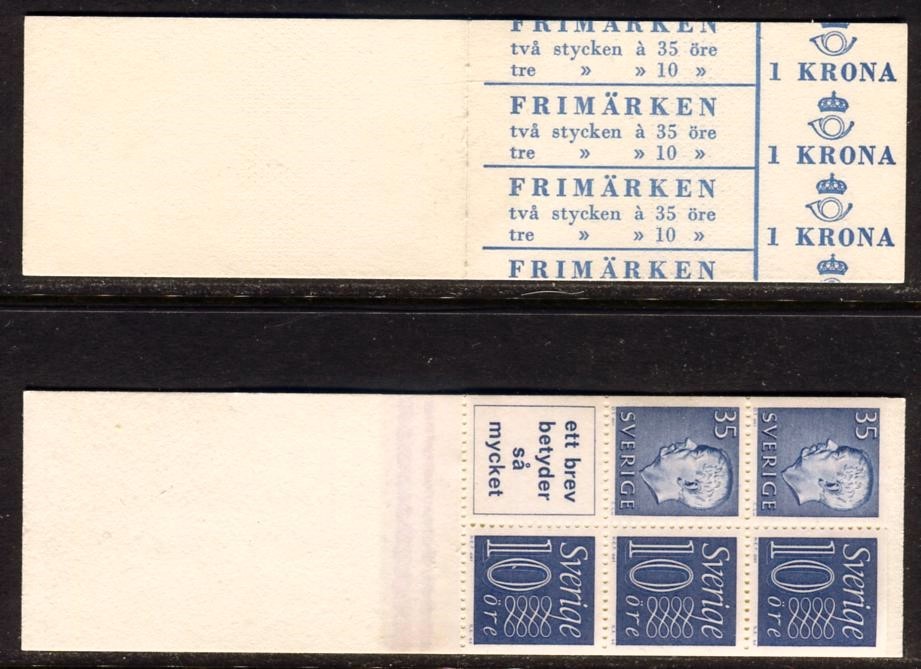 FRIMÄRKEN
två stycken à 35 öre
tre » » 10 »
1 KRONA
FRIMÄRKEN
två stycken à 35 öre
tre » » 10 »
1 KRONA
FRIMÄRKEN
två stycken à 35 öre
tre » » 10 »
1 KRONA
FRIMÄRKEN
ett brev
betyder
så
mycket
35
SVERIGE
35
SVERIGE
Sverige
10
öre
Sverige
10
öre
Sverige
10
öre